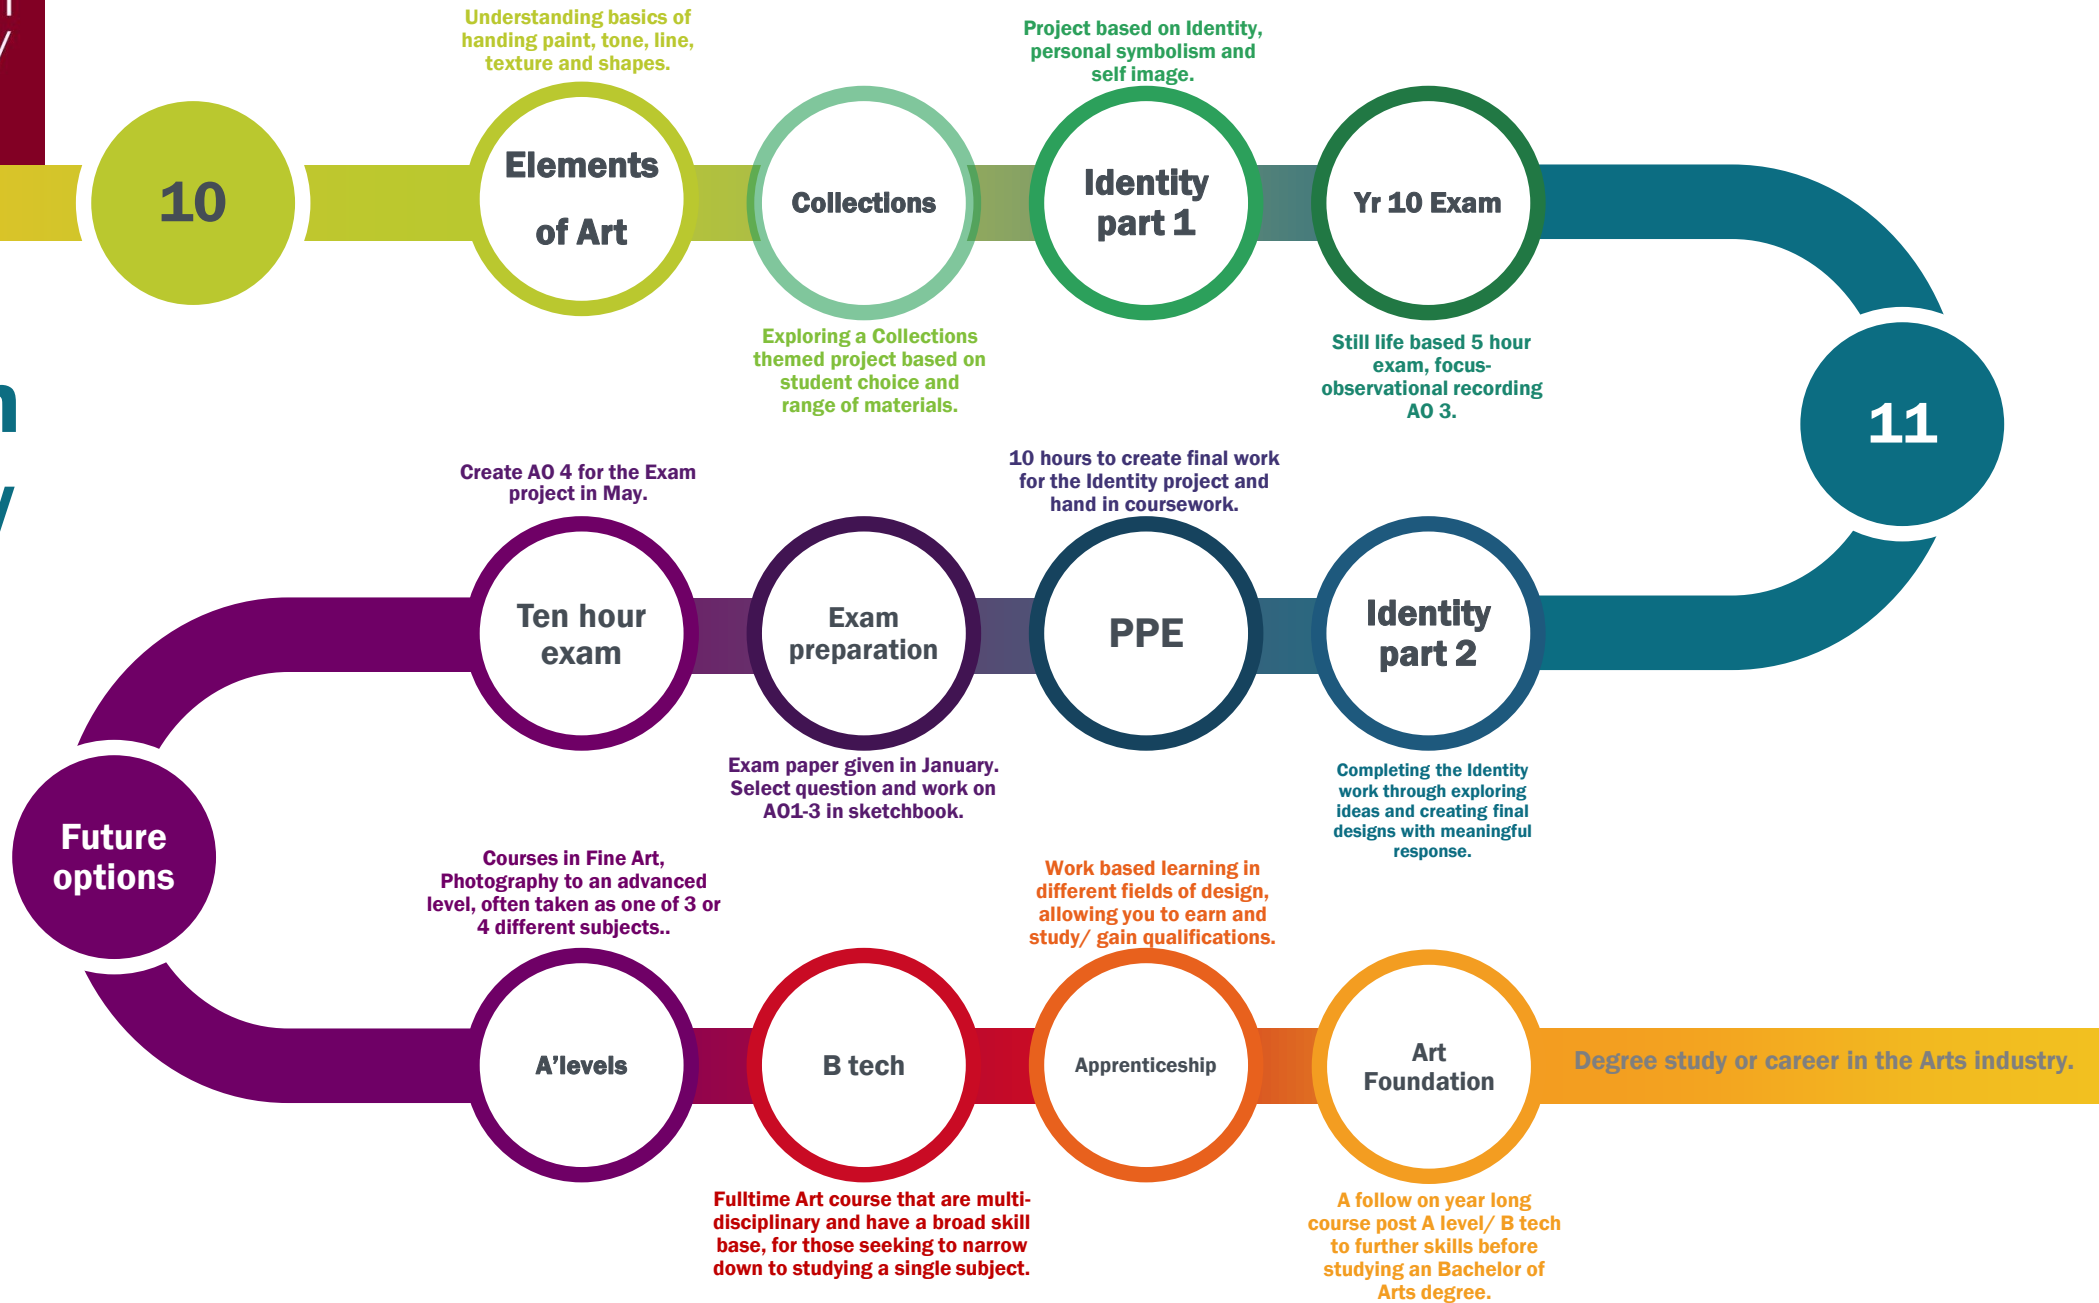 Understanding basics of
handing paint, tone, line,
texture and shapes.
Project based on Identity,
personal symbolism and
self image.
10
Elements
of Art
Collections
Identity
part 1
Yr 10 Exam
Exploring a Collections
themed project based on
student choice and
range of materials.
Still life based 5 hour
exam, focus-
observational recording
AO 3.
11
Create AO 4 for the Exam
project in May.
10 hours to create final work
for the Identity project and
hand in coursework.
Ten hour
exam
Exam
preparation
PPE
Identity
part 2
Exam paper given in January.
Select question and work on
AO1-3 in sketchbook.
Completing the Identity
work through exploring
ideas and creating final
designs with meaningful
response.
Future
options
Courses in Fine Art,
Photography to an advanced
level, often taken as one of 3 or
4 different subjects..
Work based learning in
different fields of design,
allowing you to earn and
study/ gain qualifications.
A'levels
B tech
Apprenticeship
Art
Foundation
Degree study or career in the Arts industry.
Fulltime Art course that are multi-
disciplinary and have a broad skill
base, for those seeking to narrow
down to studying a single subject.
A follow on year long
course post A level/ B tech
to further skills before
studying an Bachelor of
Arts degree.